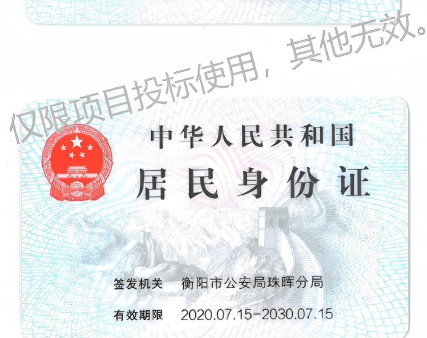 仅限项目投标使用，其他无效。
中华人民共和国
居民身份证
签发机关 衡阳市公安局珠晖分局
有效期限 2020.07.15-2030.07.15